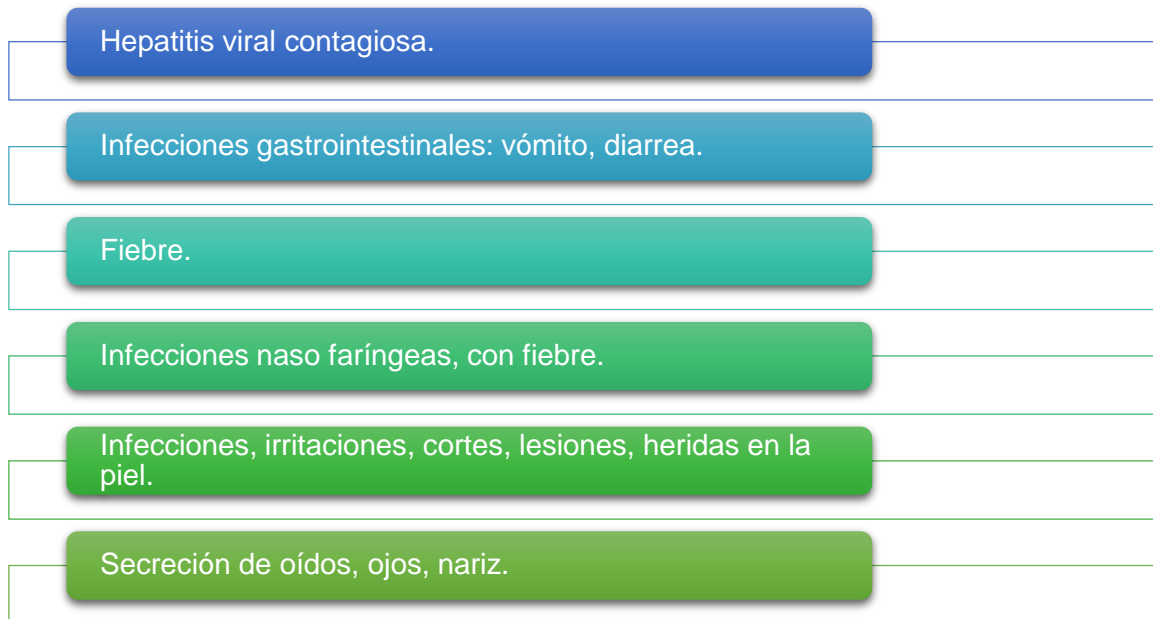 Hepatitis viral contagiosa.
Infecciones gastrointestinales: vómito, diarrea.
Fiebre.
Infecciones naso faríngeas, con fiebre.
Infecciones, irritaciones, cortes, lesiones, heridas en la
piel.
Secreción de oídos, ojos, nariz.